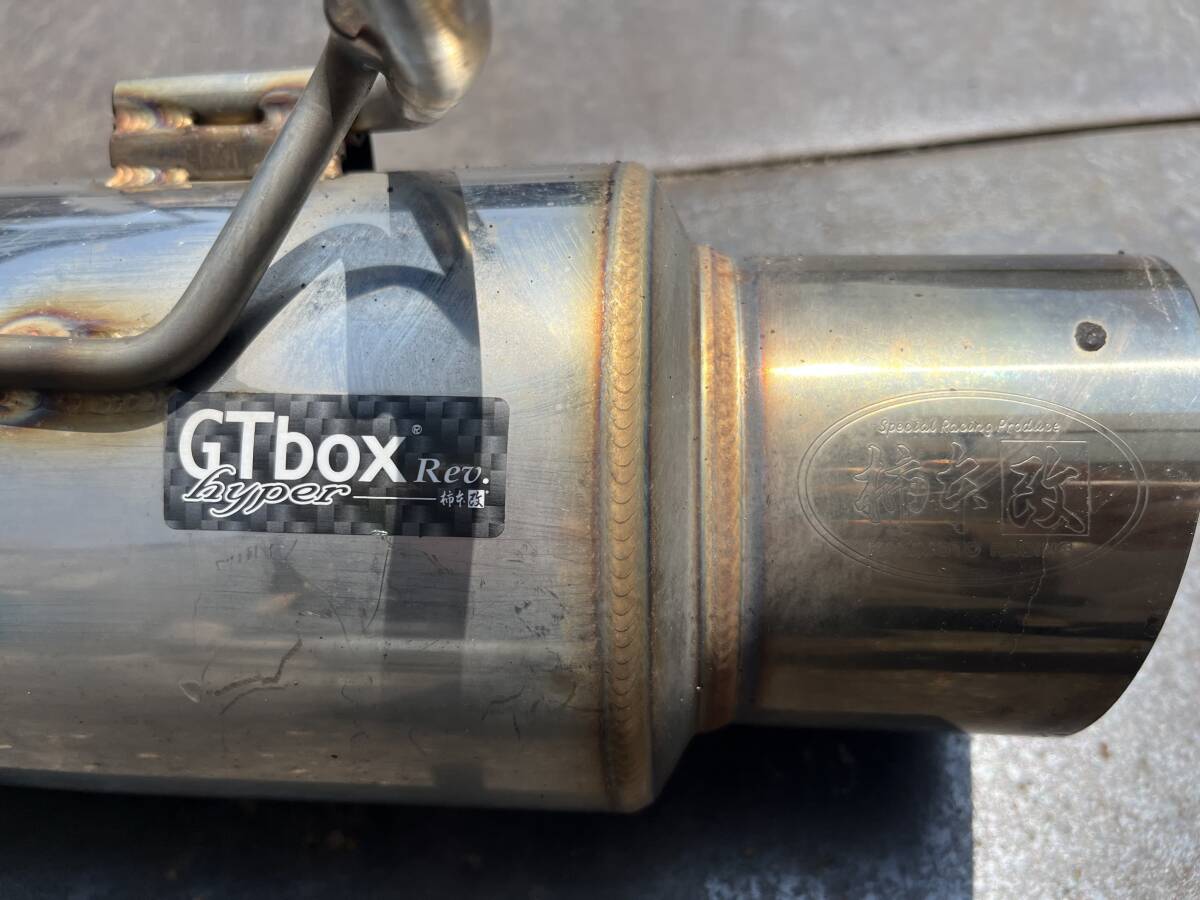 GTbox® Rev.
hyper 柿本改
Special Racing Produce
柿本改